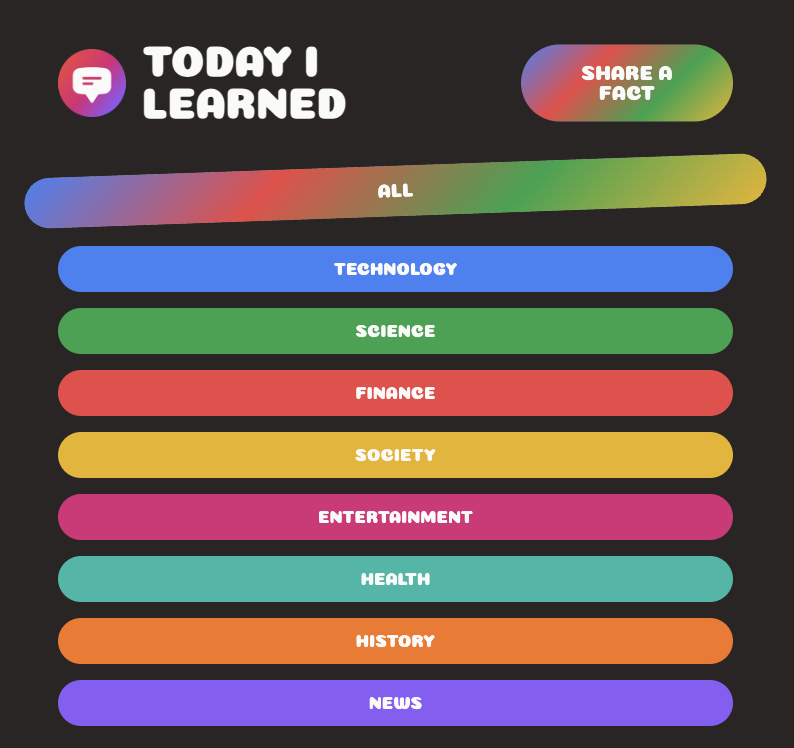 TODAY I
LEARNED
SHARE A
FACT
ALL
TECHNOLOGY
SCIENCE
FINANCE
SOCIETY
ENTERTAINMENT
HEALTH
HISTORY
NEWS